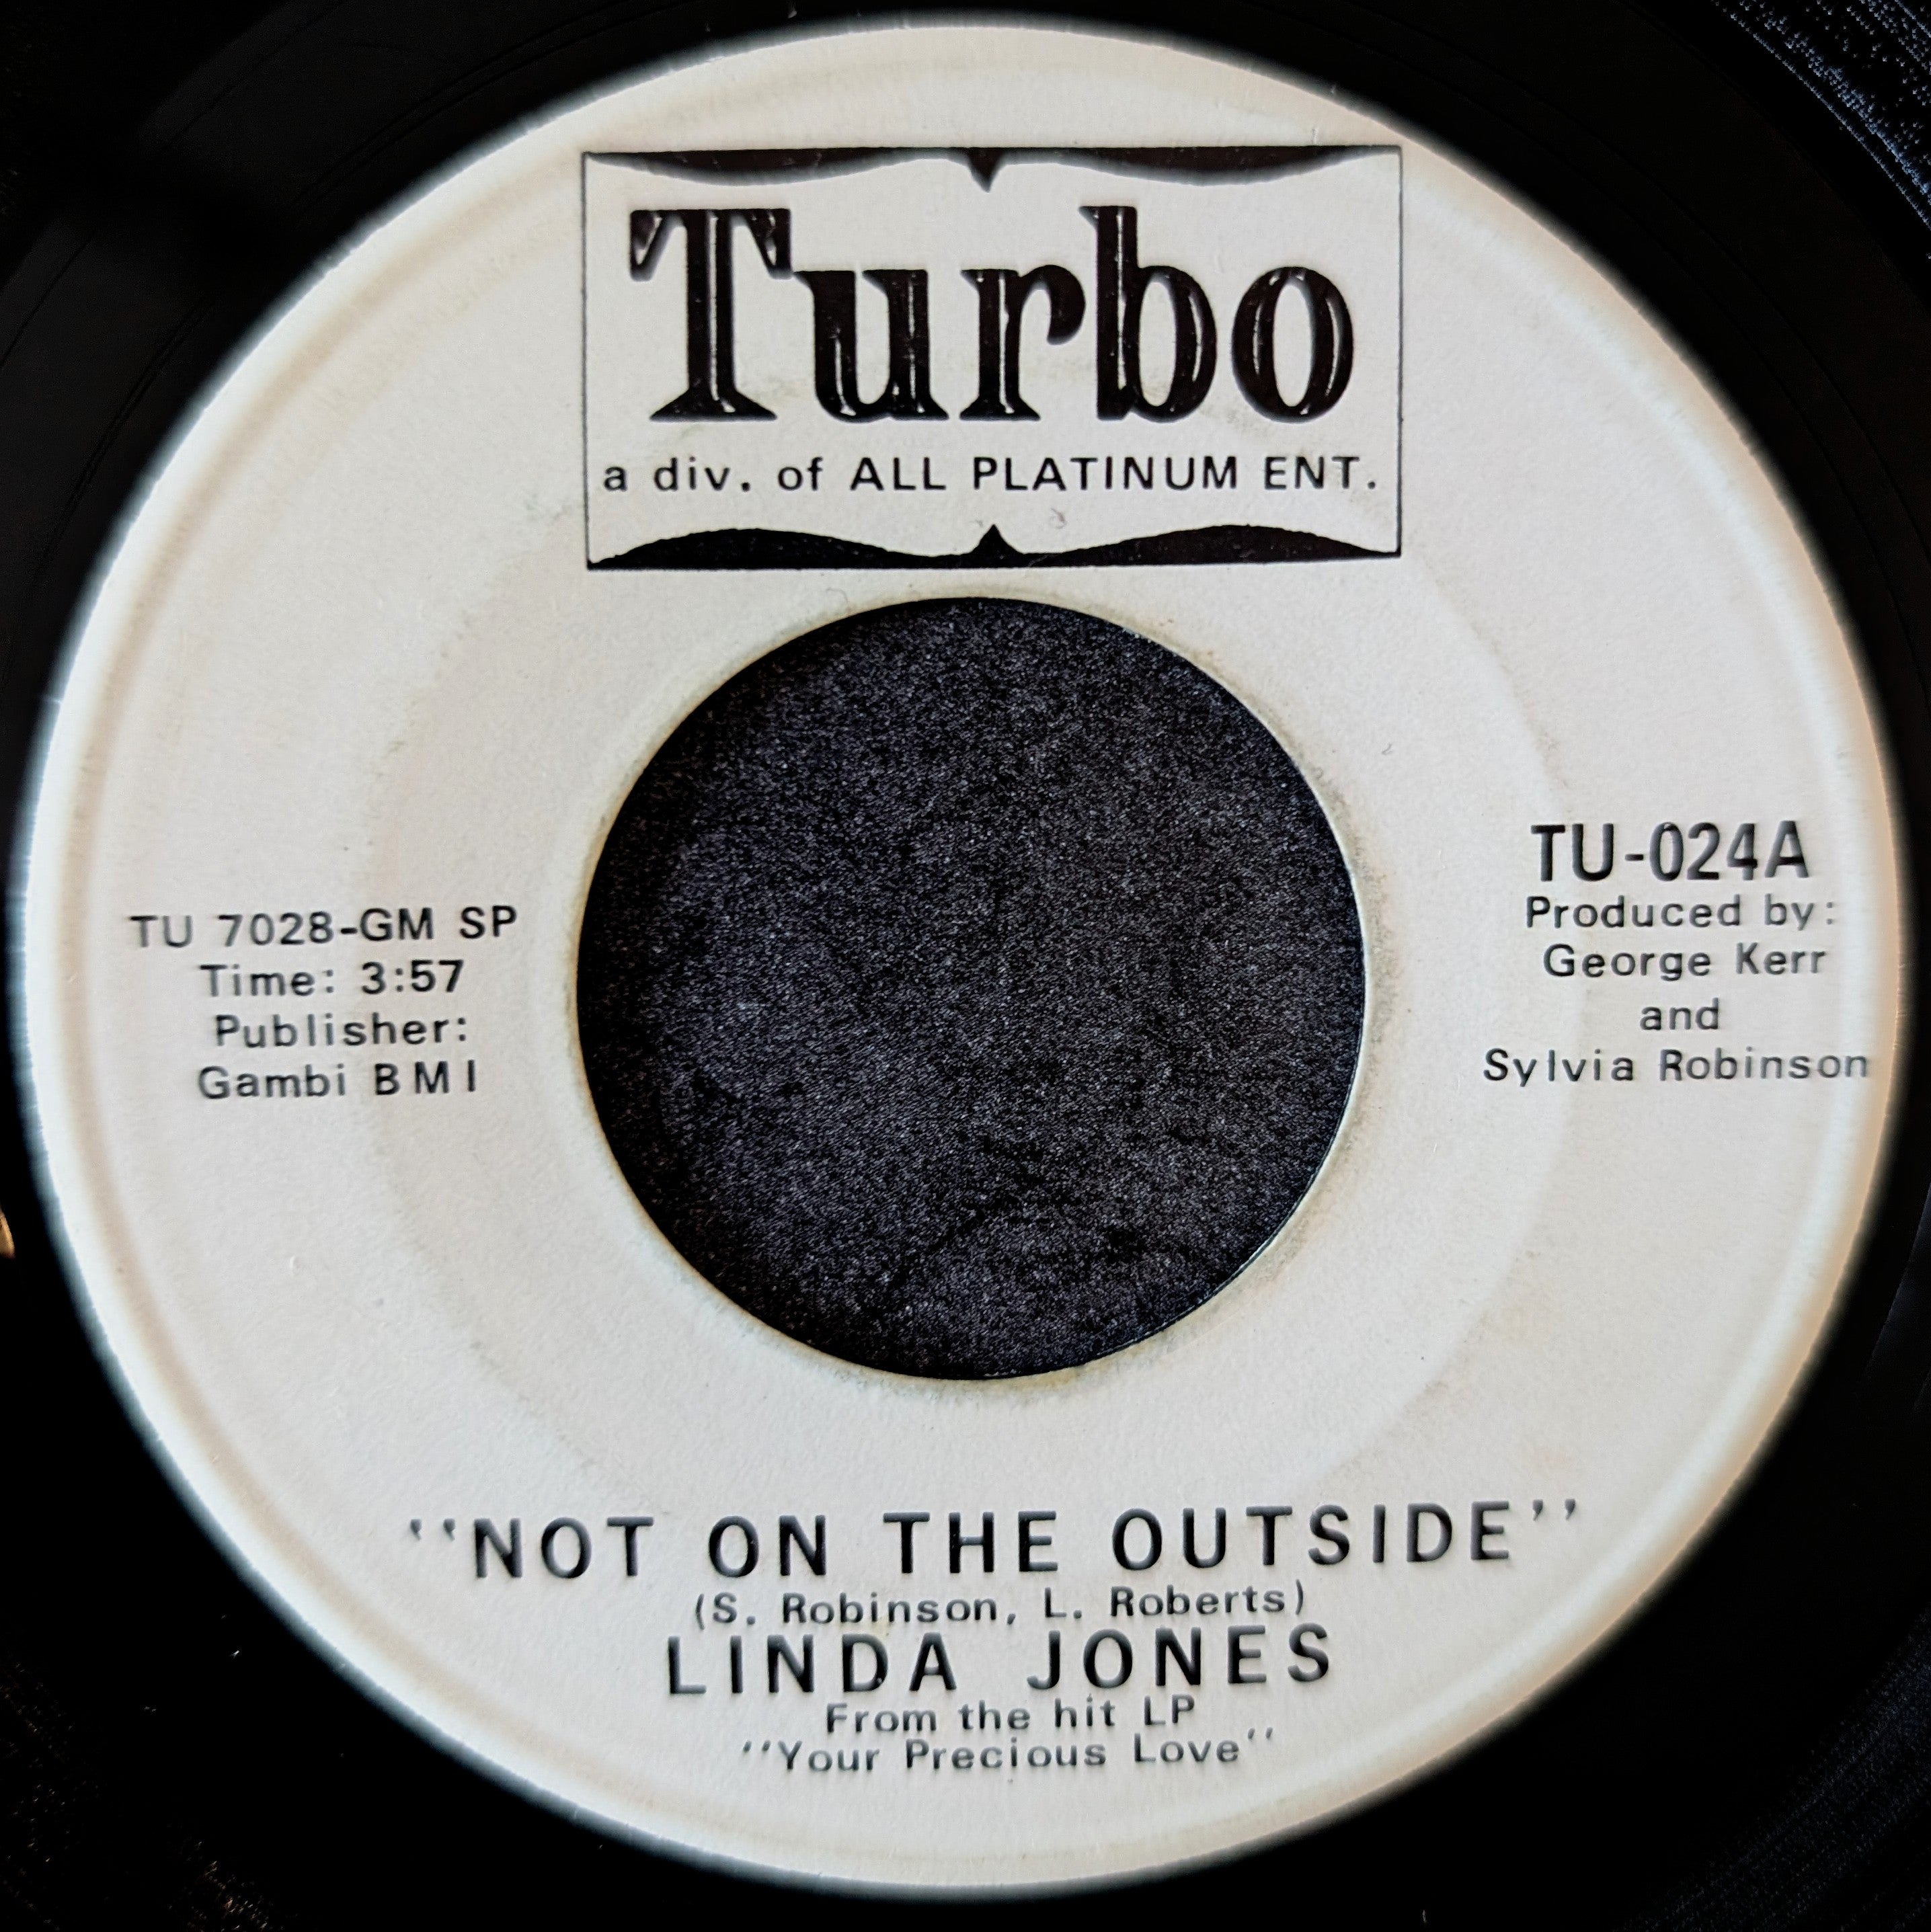 Turbo
a div. of ALL PLATINUM ENT.
TU 7028-GM SP
Time: 3:57
Publisher:
Gambi BMI
TU-024A
Produced by:
George Kerr
and
Sylvia Robinson
"NOT ON THE OUTSIDE"
(S. Robinson, L. Roberts)
LINDA JONES
From the hit LP
"Your Precious Love"